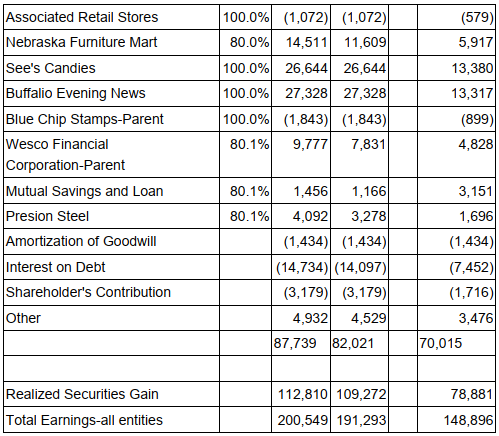 Associated Retail Stores 100.0% (1,072) (1,072) (579)
Nebraska Furniture Mart 80.0% 14,511 11,609 5,917
See's Candies 100.0% 26,644 26,644 13,380
Buffalio Evening News 100.0% 27,328 27,328 13,317
Blue Chip Stamps-Parent 100.0% (1,843) (1,843) (899)
Wesco Financial 80.1% 9,777 7,831 4,828
Corporation-Parent
Mutual Savings and Loan 80.1% 1,456 1,166 3,151
Presion Steel 80.1% 4,092 3,278 1,696
Amortization of Goodwill (1,434) (1,434) (1,434)
Interest on Debt (14,734) (14,097) (7,452)
Shareholder's Contribution (3,179) (3,179) (1,716)
Other 4,932 4,529 3,476
87,739 82,021 70,015
Realized Securities Gain 112,810 109,272 78,881
Total Earnings-all entities 200,549 191,293 148,896